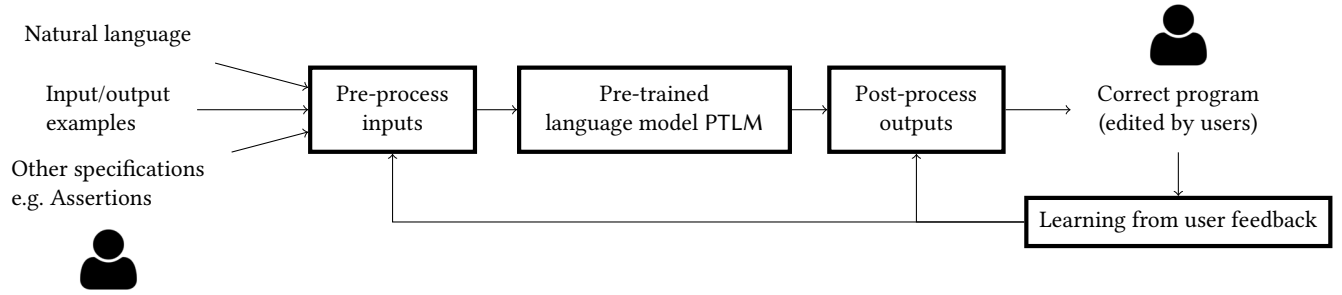 Natural language
Input/output
examples
Other specifications
e.g. Assertions
Pre-process
inputs
Pre-trained
language model PTLM
Post-process
outputs
Correct program
(edited by users)
Learning from user feedback